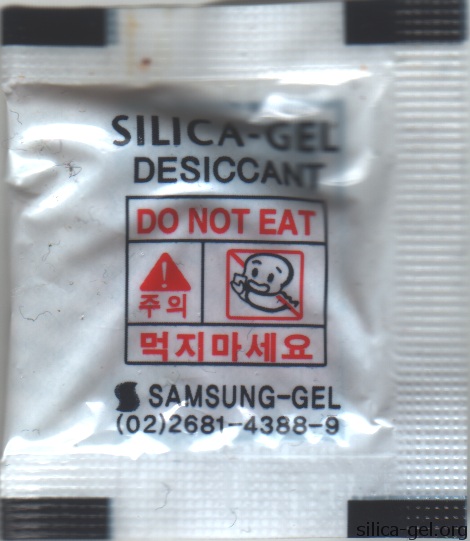 SILICA-GEL
DESICCANT
DO NOT EAT
주의
먹지마세요
SAMSUNG-GEL
(02)2681-4388-9
silica-gel.org